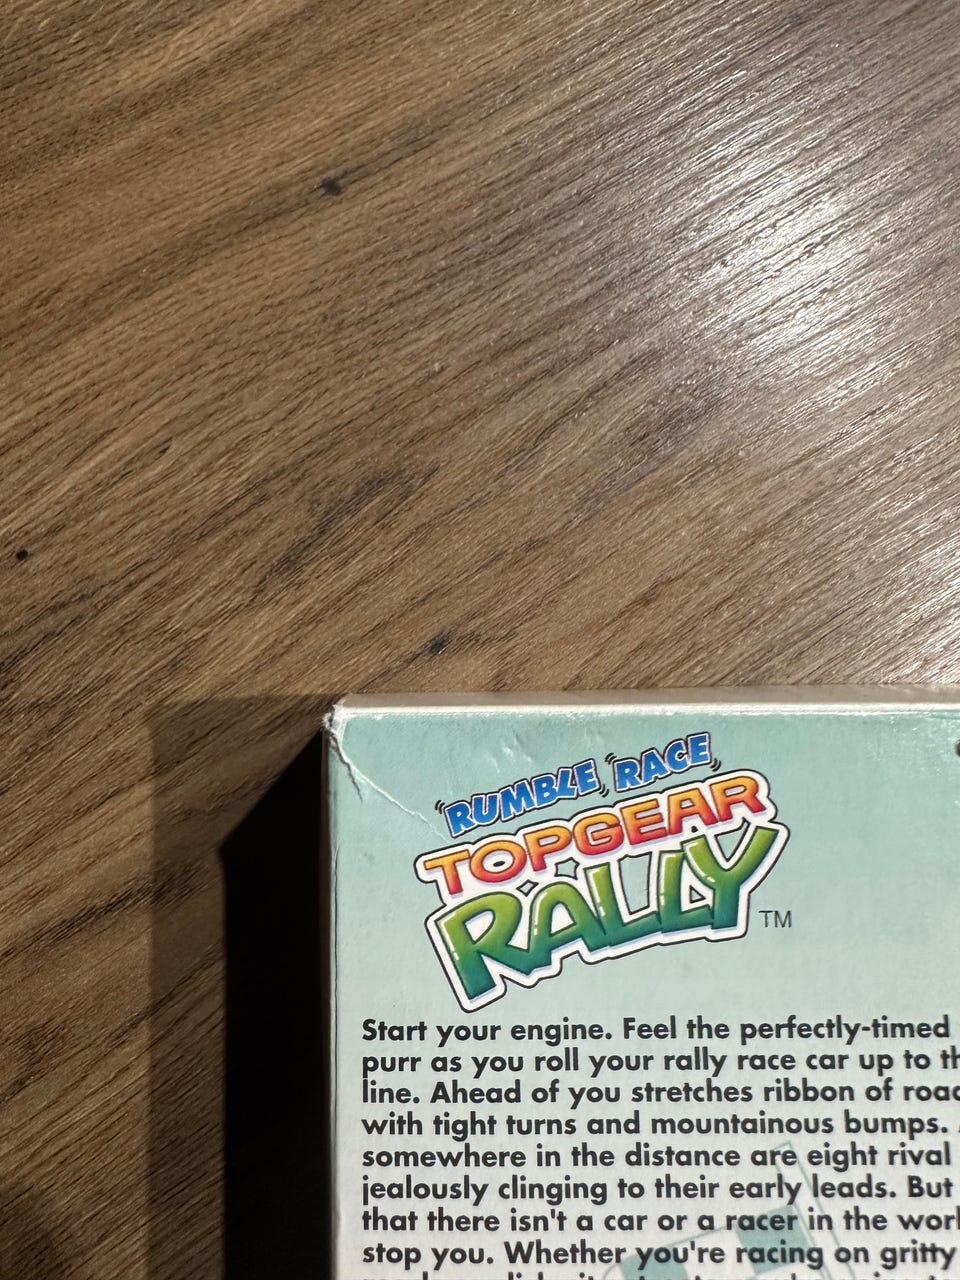 RUMBLE RACE
TOPGEAR
RALLY TM
Start your engine. Feel the perfectly-timed
purr as you roll your rally race car up to
line. Ahead of you stretches ribbon of
with tight turns and mountainous bumps.
somewhere in the distance are eight rival
jealously clinging to their early leads. But
that there isn't a car or a racer in the
stop you. Whether you're racing on gritty